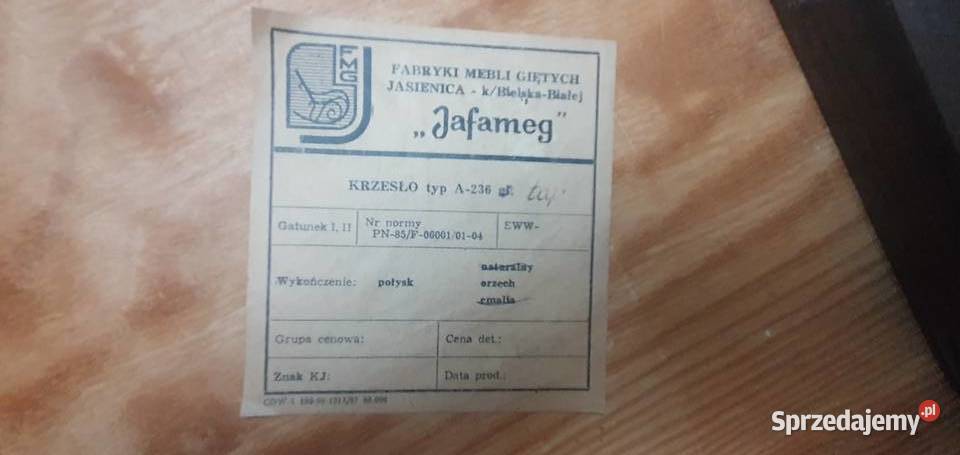 FMG
FABRYKI MEBLI GIĘTYCH
JASIENICA - k/Bielska-Białej
„Jafameg”
KRZESŁO typ A-236
Gatunek I, II
Nr normy
PN-85/F-06001/01-04
EWW-
Wykończenie: połysk
naturalny
orzech
emalia
Grupa cenowa:
Cena det.:
Znak KJ:
Data prod.:
Sprzedajemy.pl